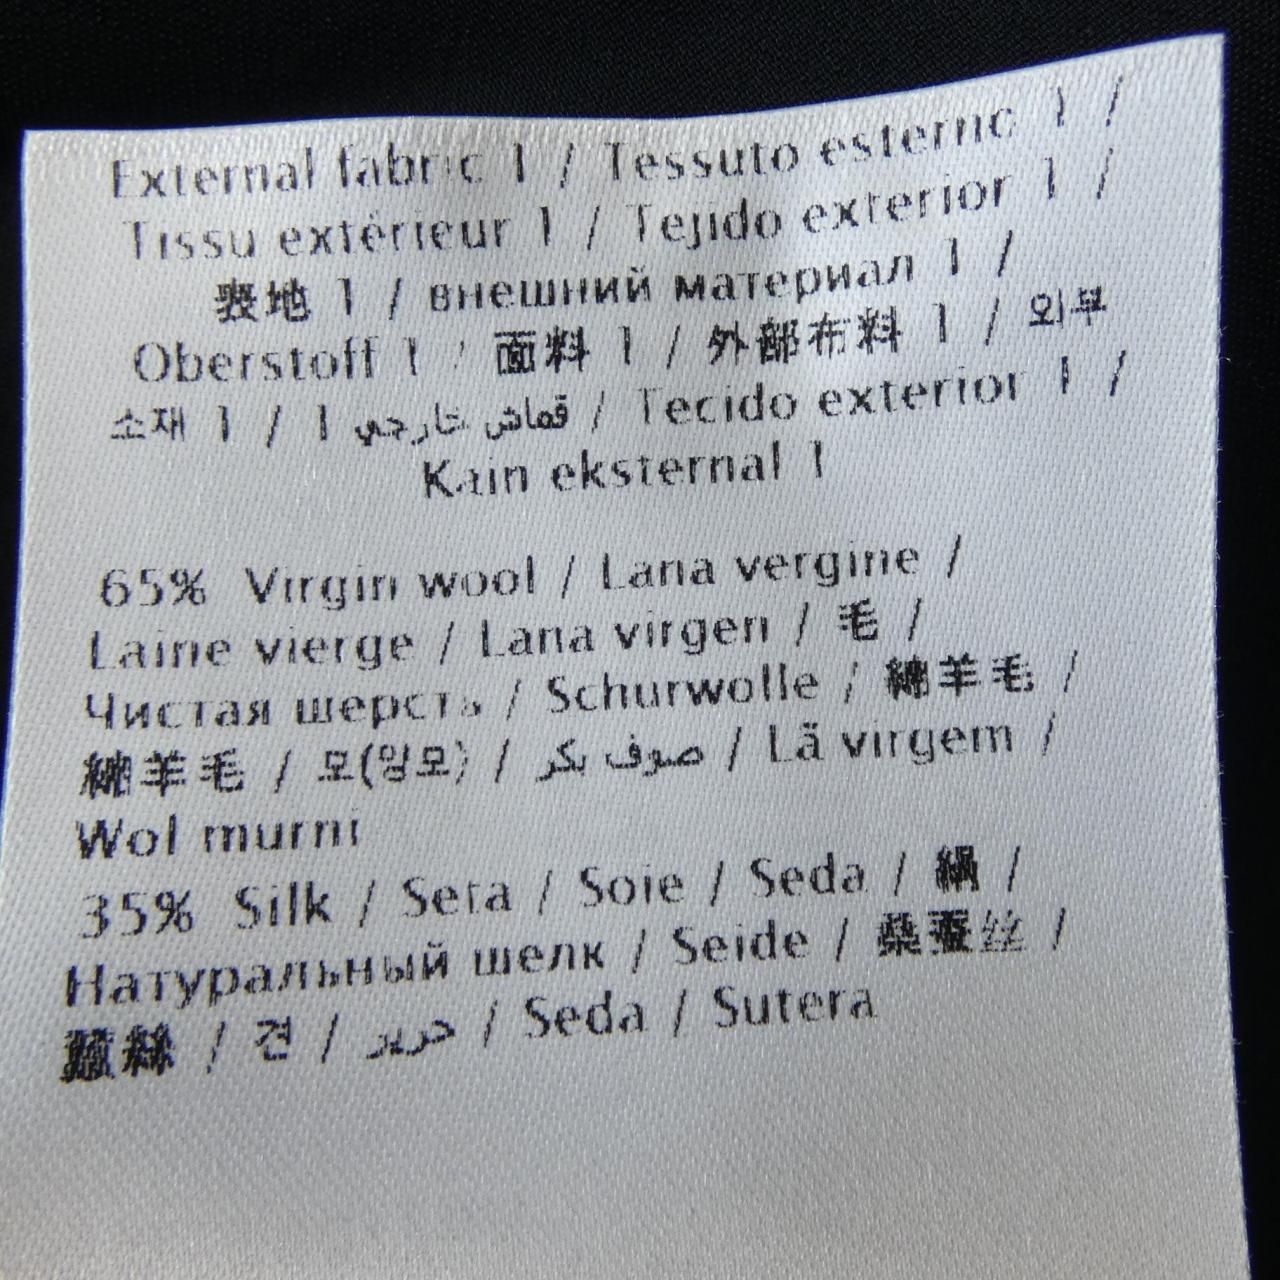 External fabric 1 / Tessuto esterno 1 /
Tissu extérieur 1 / Tejido exterior 1 /
表地 1 / внешний материал 1 /
Oberstoff 1 / 面料 1 / 外部布料 1 / 외부
소재 1 / 1 قماش خارجي / Tecido exterior 1 /
Kain eksternal 1
65% Virgin wool / Lana vergine /
Laine vierge / Lana virgen / 毛 /
Чистая шерсть / Schurwolle / 綿羊毛 /
綿羊毛 / 모(잉모) / صوف بكر / Lã virgem /
Wol murni
35% Silk / Seta / Soie / Seda / 絹 /
Натуральный шелк / Seide / 桑蚕丝 /
蠶絲 / 견 / حرير / Seda / Sutera